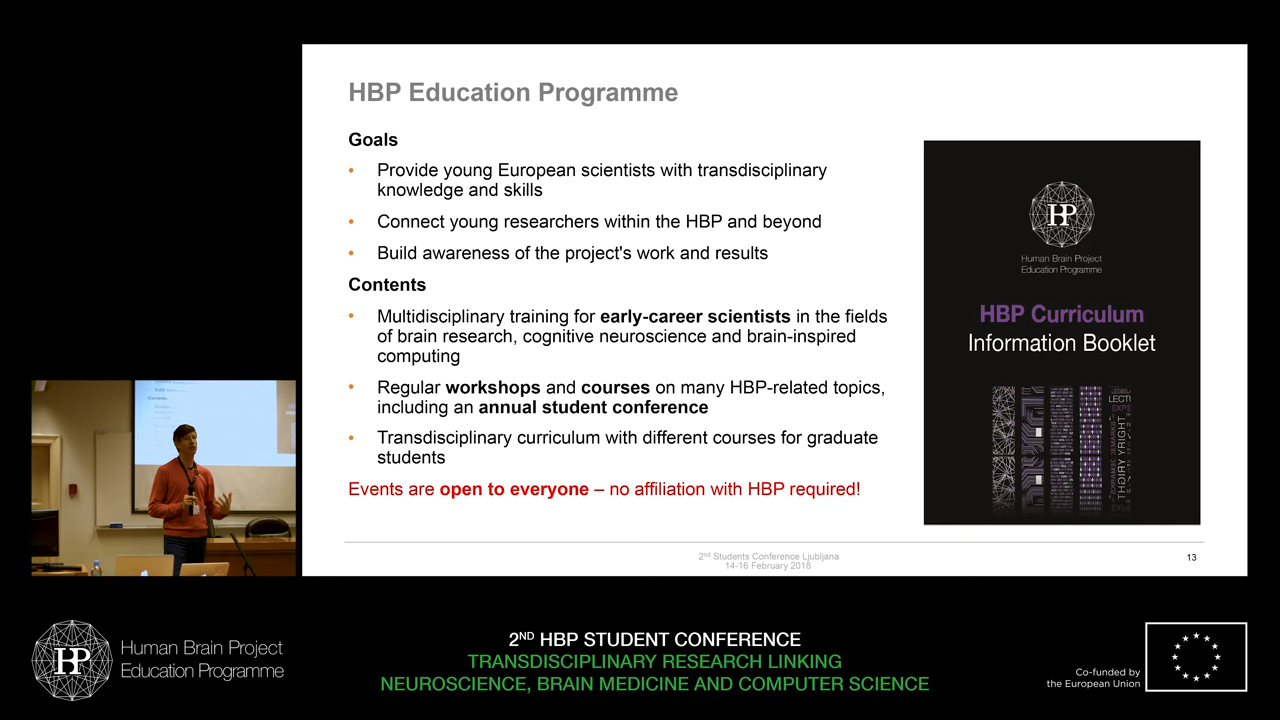 HBP Education Programme
Goals
• Provide young European scientists with transdisciplinary
knowledge and skills
• Connect young researchers within the HBP and beyond
• Build awareness of the project's work and results
Contents
• Multidisciplinary training for early-career scientists in the fields
of brain research, cognitive neuroscience and brain-inspired
computing
• Regular workshops and courses on many HBP-related topics,
including an annual student conference
• Transdisciplinary curriculum with different courses for graduate
students
Events are open to everyone – no affiliation with HBP required!
HP
Human Brain Project
Education Programme
HBP Curriculum
Information Booklet
LECTU
EXPE
COPYRIGHT
2nd Students Conference Ljubljana
14-16 February 2018
13
HP
Human Brain Project
Education Programme
2ND HBP STUDENT CONFERENCE
TRANSDISCIPLINARY RESEARCH LINKING
NEUROSCIENCE, BRAIN MEDICINE AND COMPUTER SCIENCE
Co-funded by
the European Union